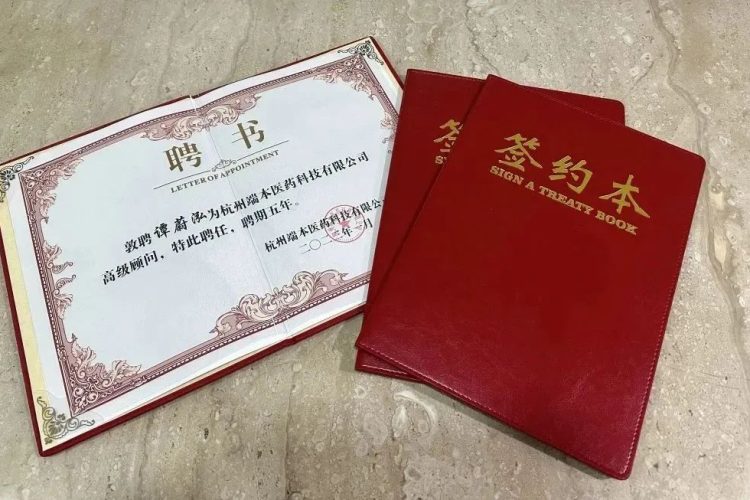 聘书
LETTER OF APPOINTMENT
敦聘谭蔚泓为杭州端本医药科技有限公司
高级顾问，特此聘任，聘期五年。
杭州端本医药科技有限公
签约本
SIGN A TREATY BOOK
签